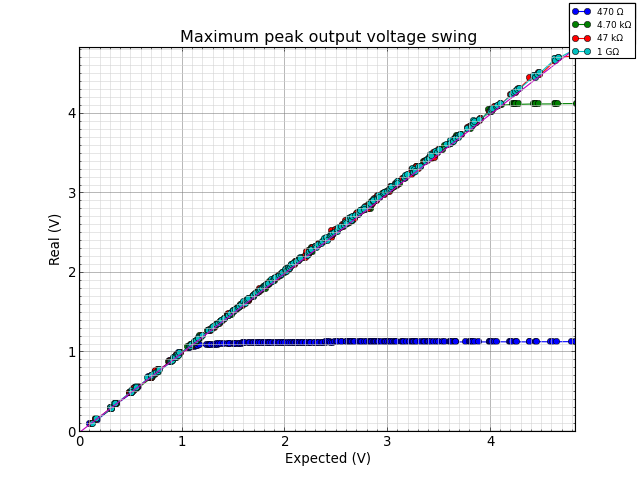 Maximum peak output voltage swing
470 Ω
4.70 kΩ
47 kΩ
1 GΩ
4
3
2
1
0
Real (V)
0 1 2 3 4
Expected (V)